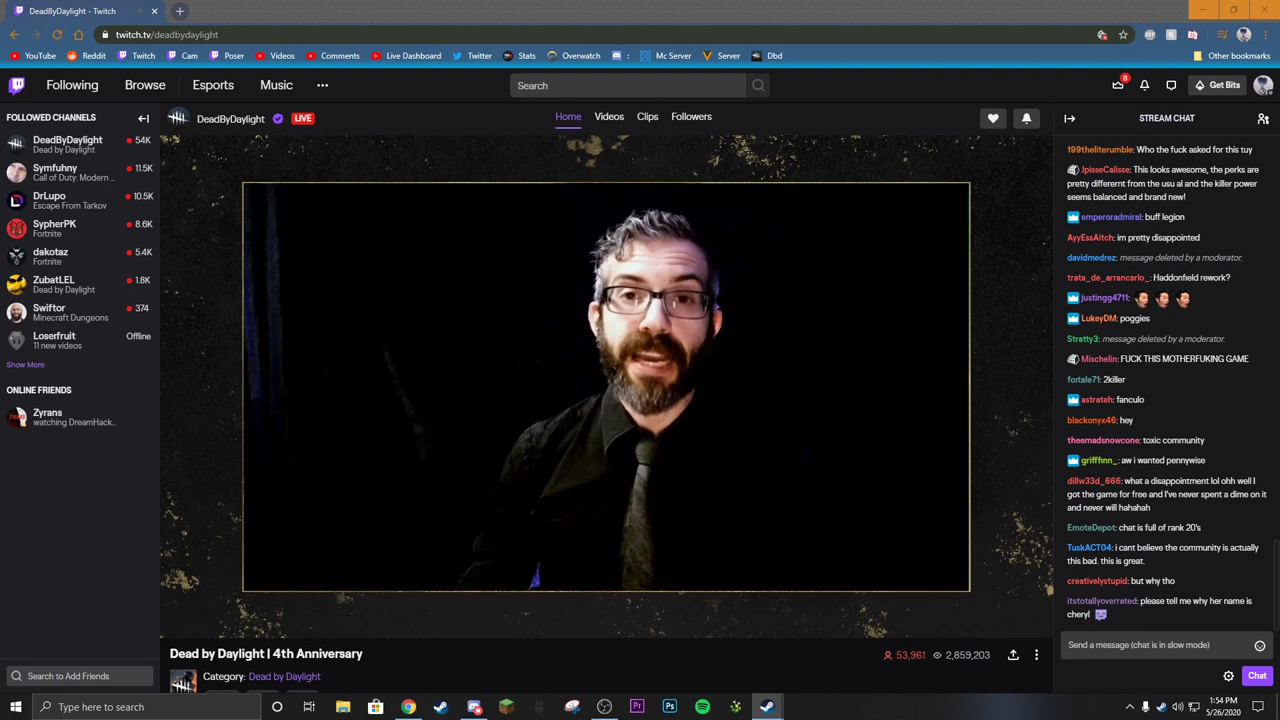 DeadByDaylight - Twitch
twitch.tv/deadbydaylight
YouTube Reddit Twitch Cam Poser Videos Comments Live Dashboard Twitter Stats Overwatch : Mc Server Server Dbd Other bookmarks
Following Browse Esports Music Search 8 Get Bits
FOLLOWED CHANNELS
DeadByDaylight 54K
Dead by Daylight
Symfuhny 11.5K
Call of Duty: Modern ...
DrLupo 10.5K
Escape From Tarkov
SypherPK 8.6K
Fortnite
dakotaz 5.4K
Fortnite
ZubatLEL 1.8K
Dead by Daylight
Swiftor 374
Minecraft Dungeons
Loserfruit Offline
11 new videos
Show More
ONLINE FRIENDS
Zyrans
watching DreamHack...
Search to Add Friends
DeadByDaylight LIVE
Home Videos Clips Followers
Dead by Daylight | 4th Anniversary
53,961 2,859,203
Category: Dead by Daylight
STREAM CHAT
199theliterumble: Who the fuck asked for this tuy
JpisseCalisse: This looks awesome, the perks are
pretty differernt from the usu al and the killer power
seems balanced and brand new!
emperoradmiral: buff legion
AyyEssAitch: im pretty disappointed
davidmedrez: message deleted by a moderator.
trata_de_arrancarlo_: Haddonfield rework?
justingg4711:
LukeyDM: poggies
Stratty3: message deleted by a moderator.
Mischelin: FUCK THIS MOTHERFUKING GAME
fortale71: 2killer
astrateh: fanculo
blackonyx46: hey
theemadsnowcone: toxic community
grifffinn_: aw i wanted pennywise
dillw33d_666: what a disappointment lol ohh well I
got the game for free and I've never spent a dime on it
and never will hahahah
EmoteDepot: chat is full of rank 20's
TuskACT04: i cant believe the community is actually
this bad. this is great.
creativelystupid: but why tho
itstotallyoverrated: please tell me why her name is
cheryl
Send a message (chat is in slow mode)
Chat
Type here to search
1:54 PM
5/26/2020